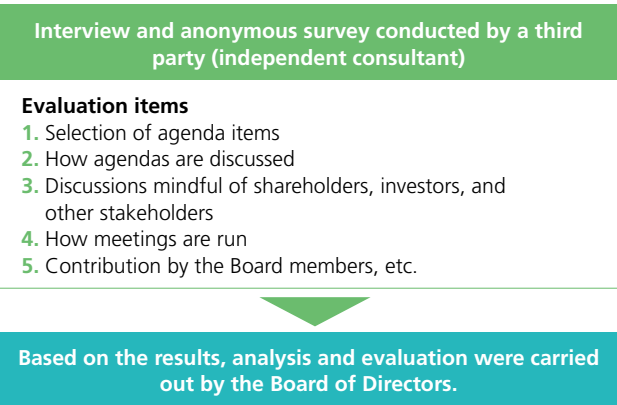 Interview and anonymous survey conducted by a third
party (independent consultant)
Evaluation items
1. Selection of agenda items
2. How agendas are discussed
3. Discussions mindful of shareholders, investors, and
other stakeholders
4. How meetings are run
5. Contribution by the Board members, etc.
Based on the results, analysis and evaluation were carried
out by the Board of Directors.